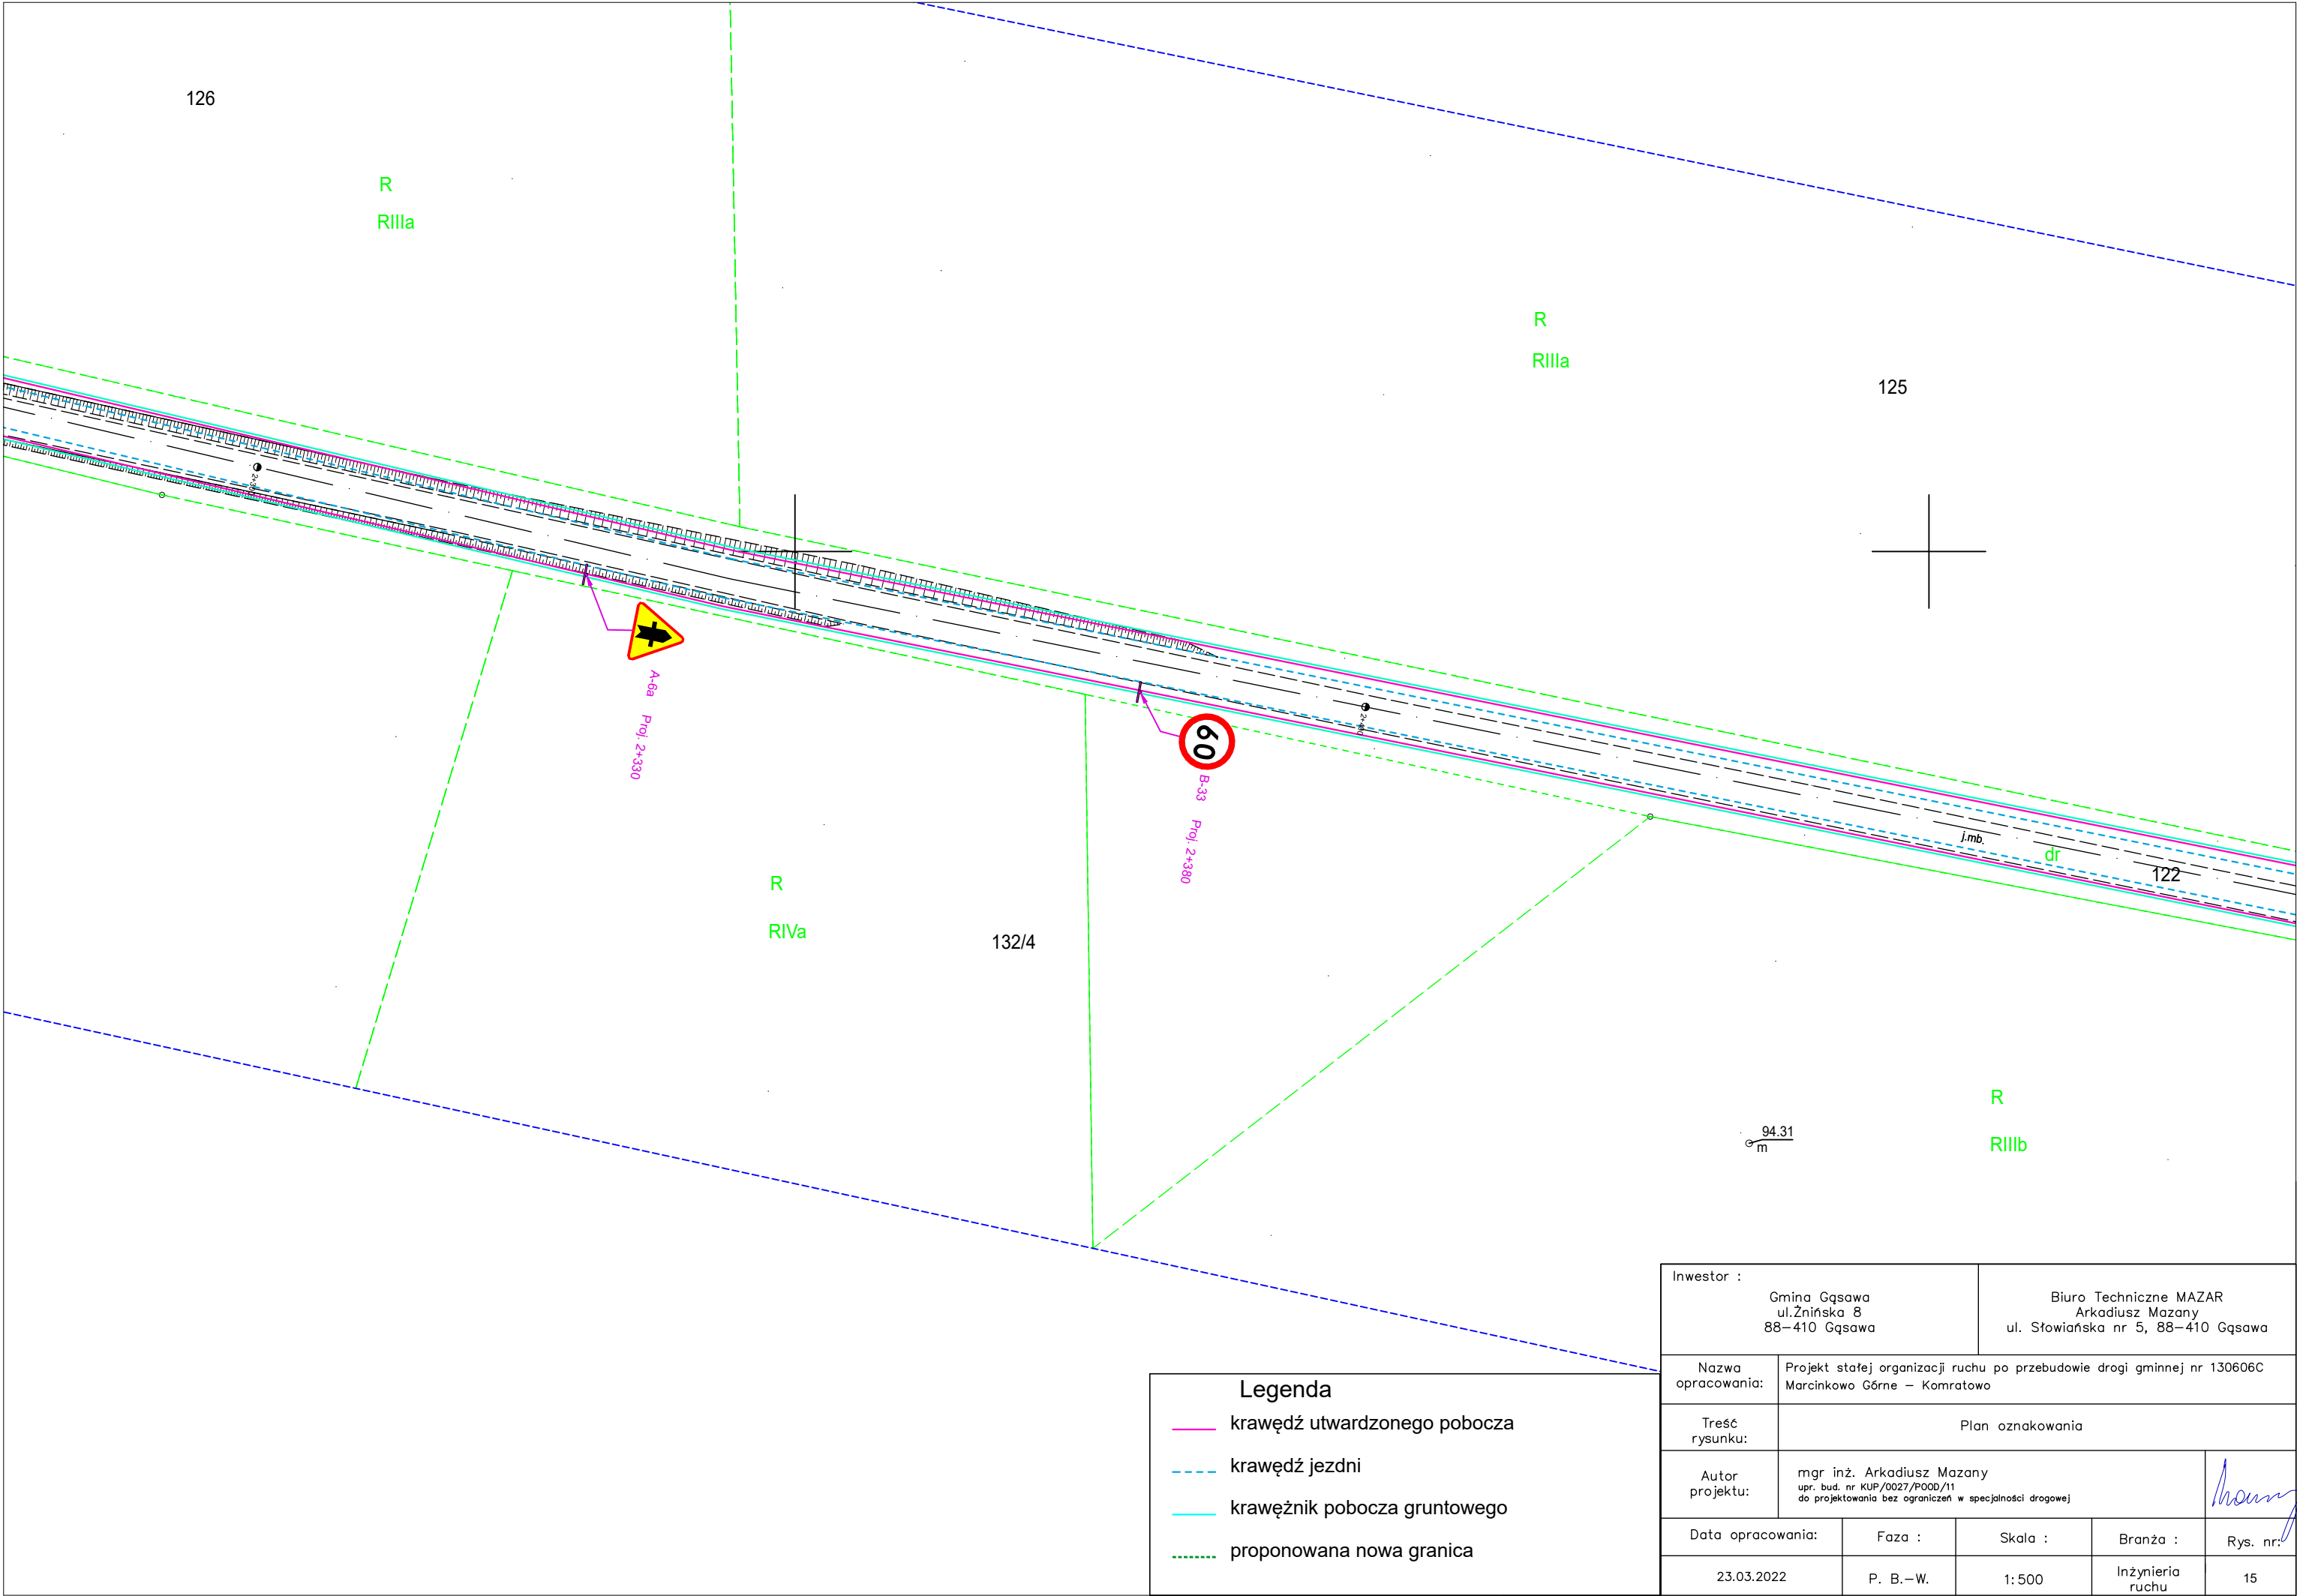 126
R
RIIIa
R
RIIIa
125
A-6a Proj. 2+330
60
B-33 Proj. 2+380
2+400
j.mb.
dr
122
R
RIVa
132/4
R
RIIIb
94.31
m
Legenda
krawędź utwardzonego pobocza
krawędź jezdni
krawężnik pobocza gruntowego
proponowana nowa granica
Inwestor :
Gmina Gąsawa
ul.Żnińska 8
88-410 Gąsawa
Biuro Techniczne MAZAR
Arkadiusz Mazany
ul. Słowiańska nr 5, 88-410 Gąsawa
Nazwa
opracowania:
Projekt stałej organizacji ruchu po przebudowie drogi gminnej nr 130606C
Marcinkowo Górne – Komratowo
Treść
rysunku:
Plan oznakowania
Autor
projektu:
mgr inż. Arkadiusz Mazany
upr. bud. nr KUP/0027/POOD/11
do projektowania bez ograniczeń w specjalności drogowej
Data opracowania:
Faza :
Skala :
Branża :
Rys. nr:
23.03.2022
P. B.-W.
1:500
Inżynieria
ruchu
15